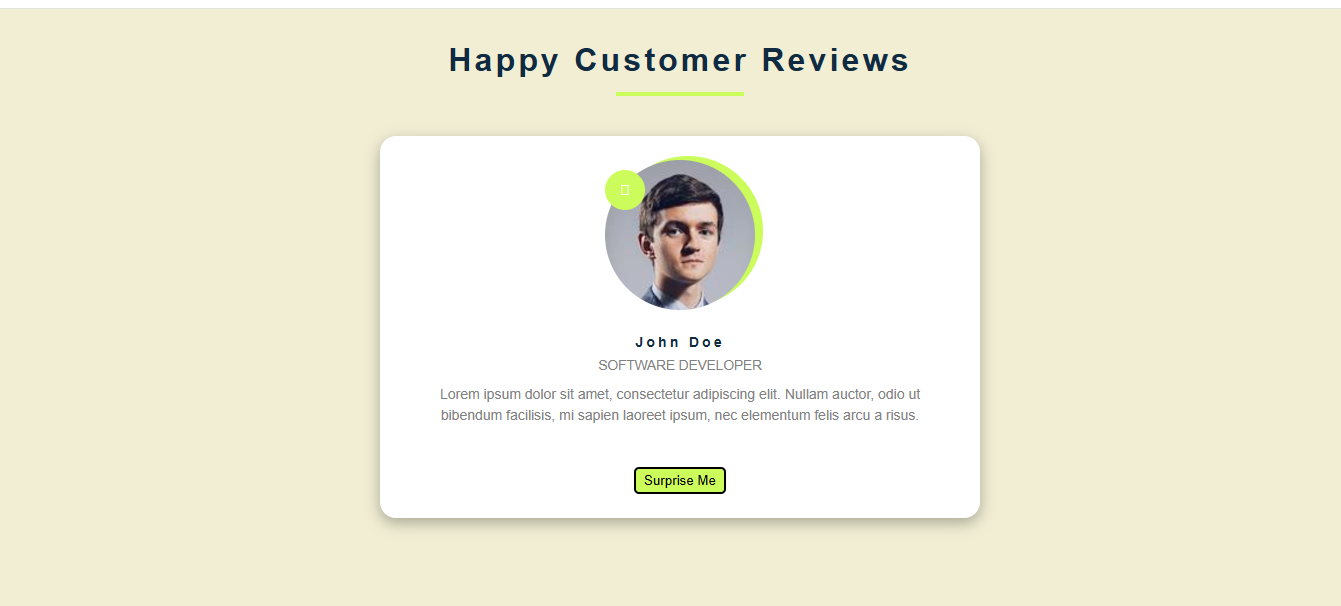 Happy Customer Reviews
John Doe
SOFTWARE DEVELOPER
Lorem ipsum dolor sit amet, consectetur adipiscing elit. Nullam auctor, odio ut
bibendum facilisis, mi sapien laoreet ipsum, nec elementum felis arcu a risus.
Surprise Me